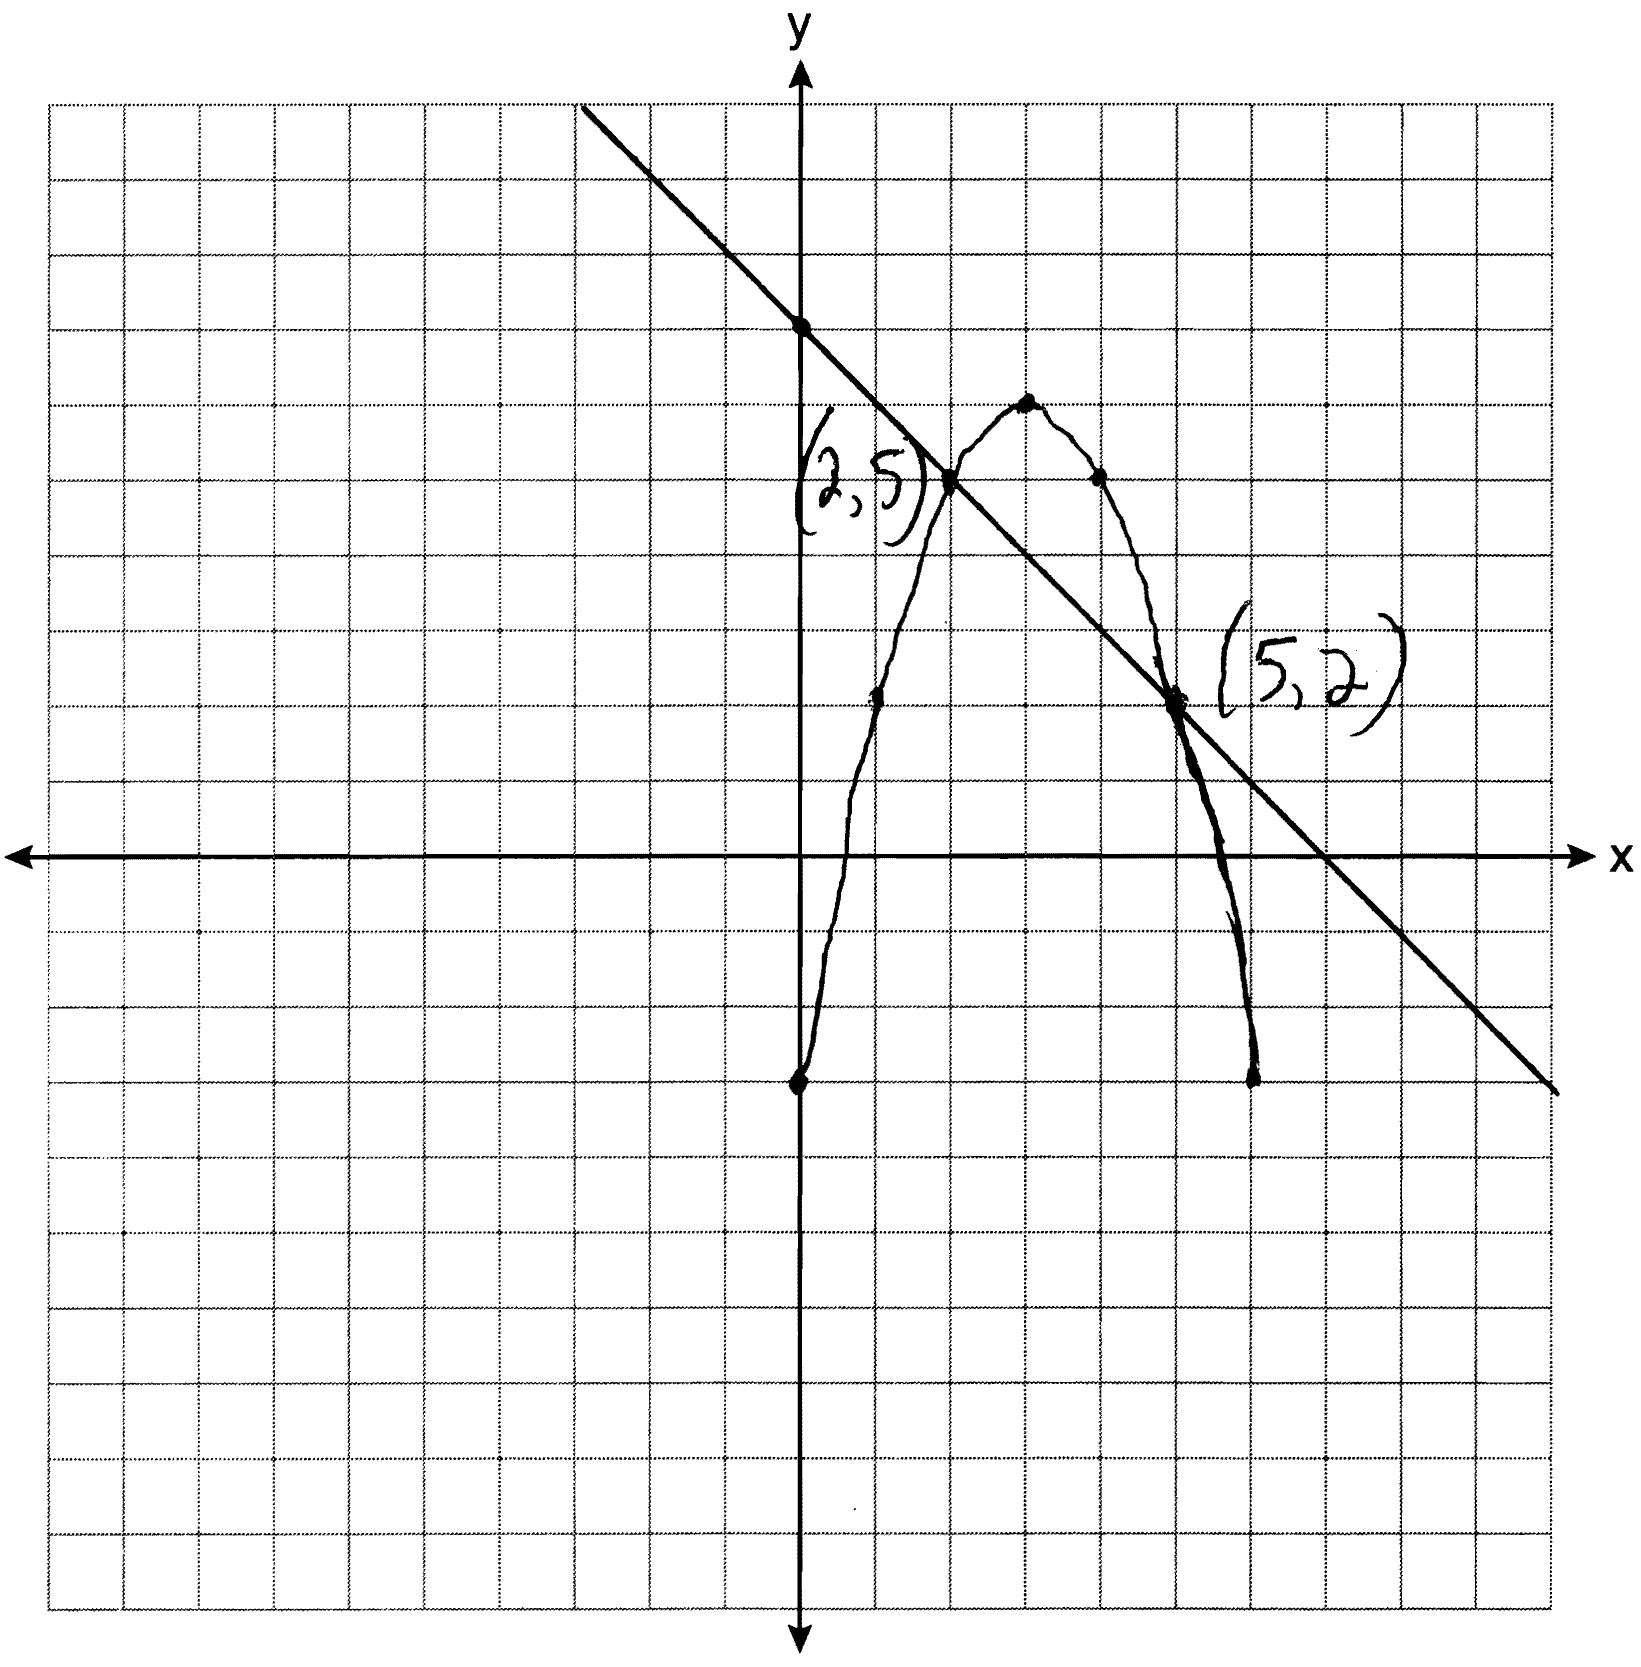 y
(2,5)
(5,2)
x